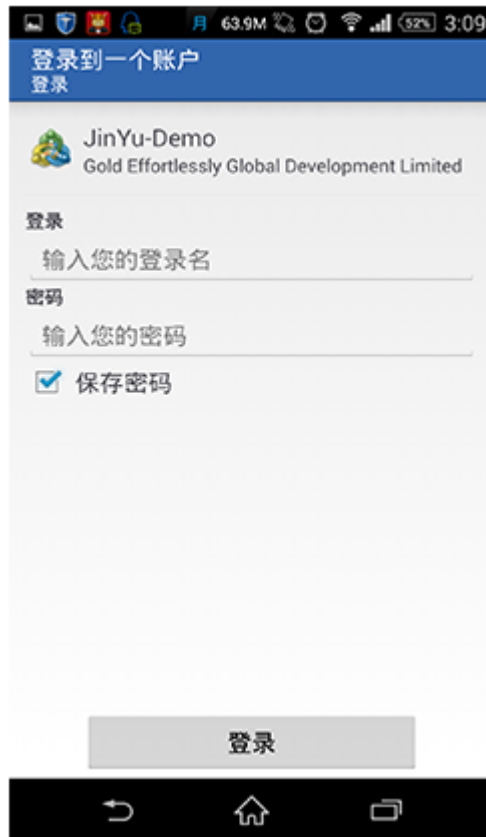 月 63.9M 52% 3:09
登录到一个账户
登录
JinYu-Demo
Gold Effortlessly Global Development Limited
登录
输入您的登录名
密码
输入您的密码
保存密码
登录